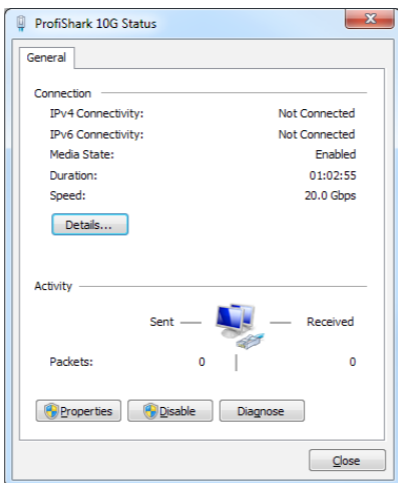 ProfiShark 10G Status
General
Connection
IPv4 Connectivity: Not Connected
IPv6 Connectivity: Not Connected
Media State: Enabled
Duration: 01:02:55
Speed: 20.0 Gbps
Details...
Activity
Sent Received
Packets: 0 0
Properties Disable Diagnose
Close